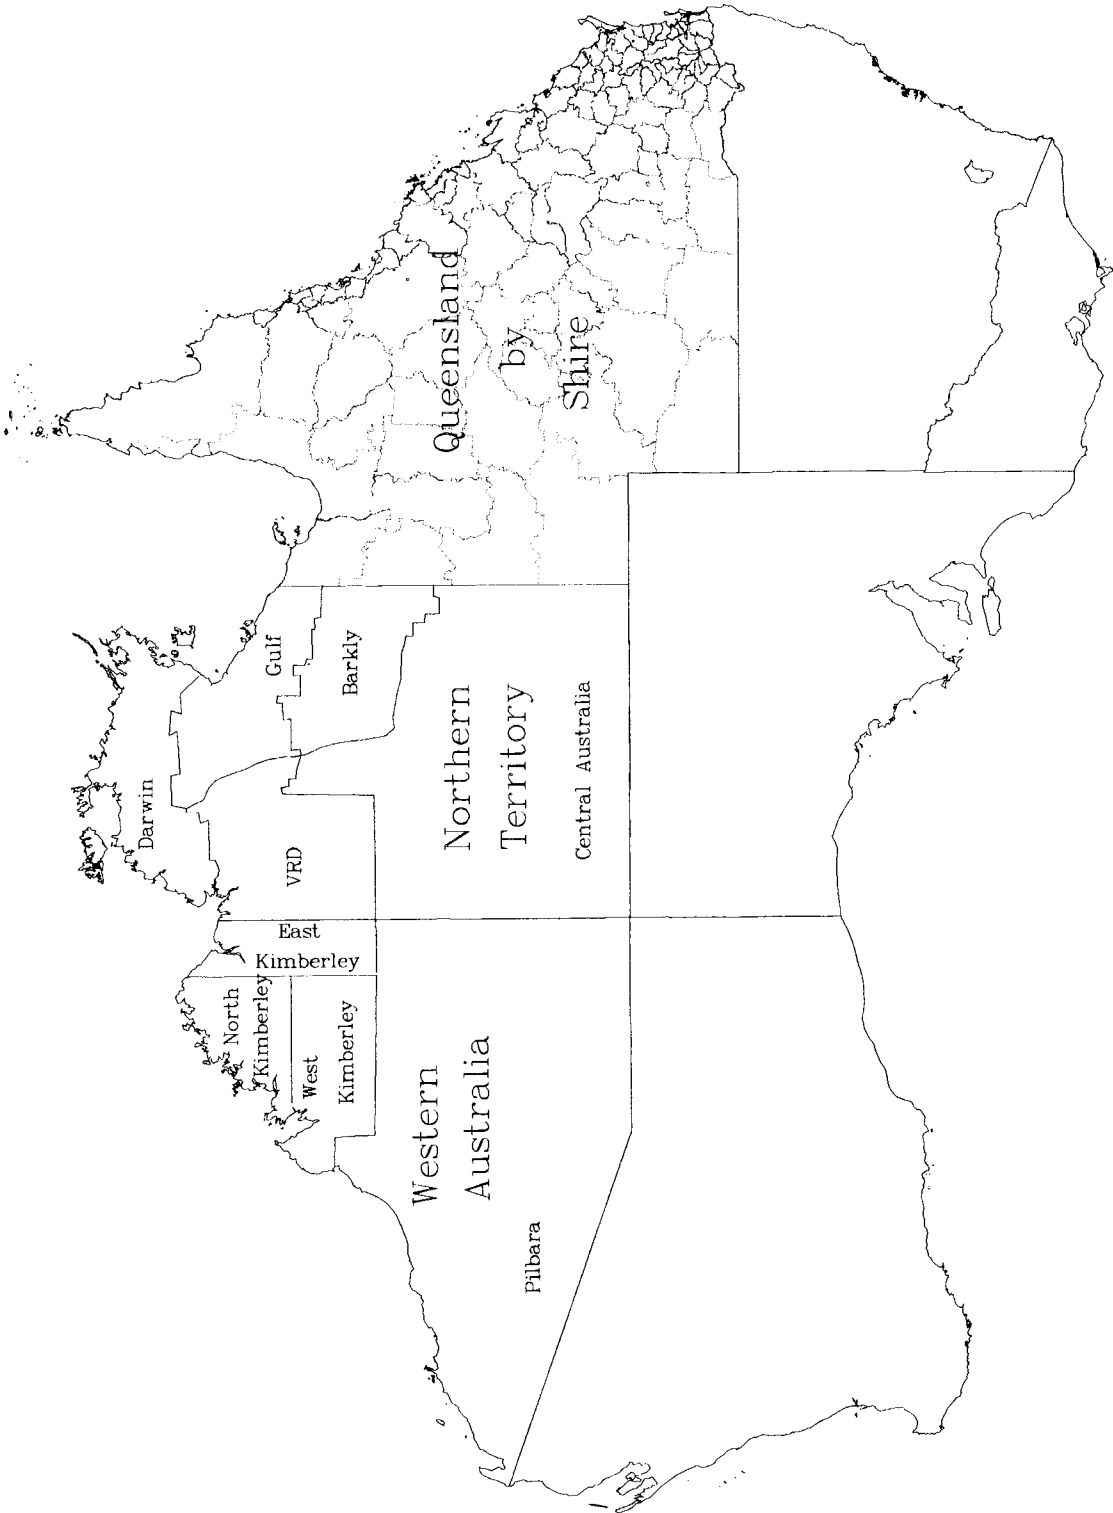 Queensland
by
Shire
Gulf
Barkly
Northern
Territory
Central Australia
Darwin
VRD
East
Kimberley
North
Kimberley
West
Kimberley
Western
Australia
Pilbara